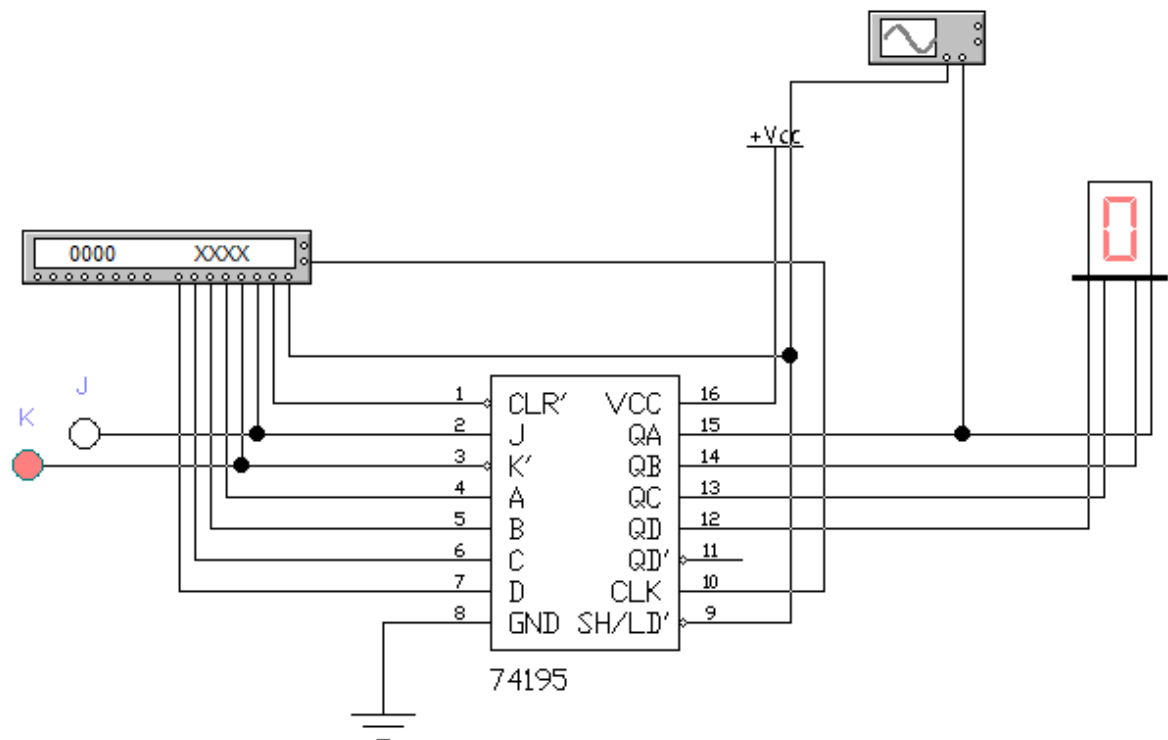 +Vcc
0000 XXXX
0
J
K
1 CLR' VCC 16
2 J QA 15
3 K' QB 14
4 A QC 13
5 B QD 12
6 C QD' 11
7 D CLK 10
8 GND SH/LD' 9
74195